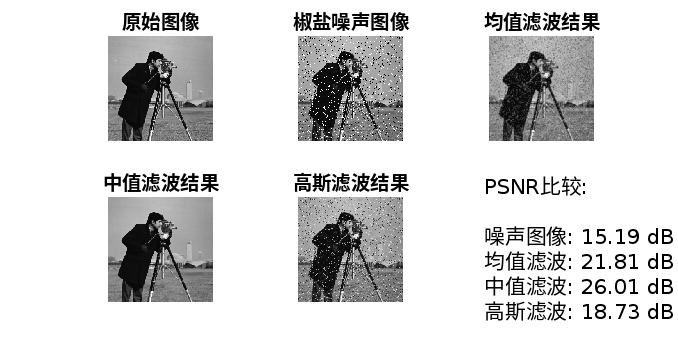 原始图像
椒盐噪声图像
均值滤波结果
中值滤波结果
高斯滤波结果
PSNR比较:
噪声图像: 15.19 dB
均值滤波: 21.81 dB
中值滤波: 26.01 dB
高斯滤波: 18.73 dB